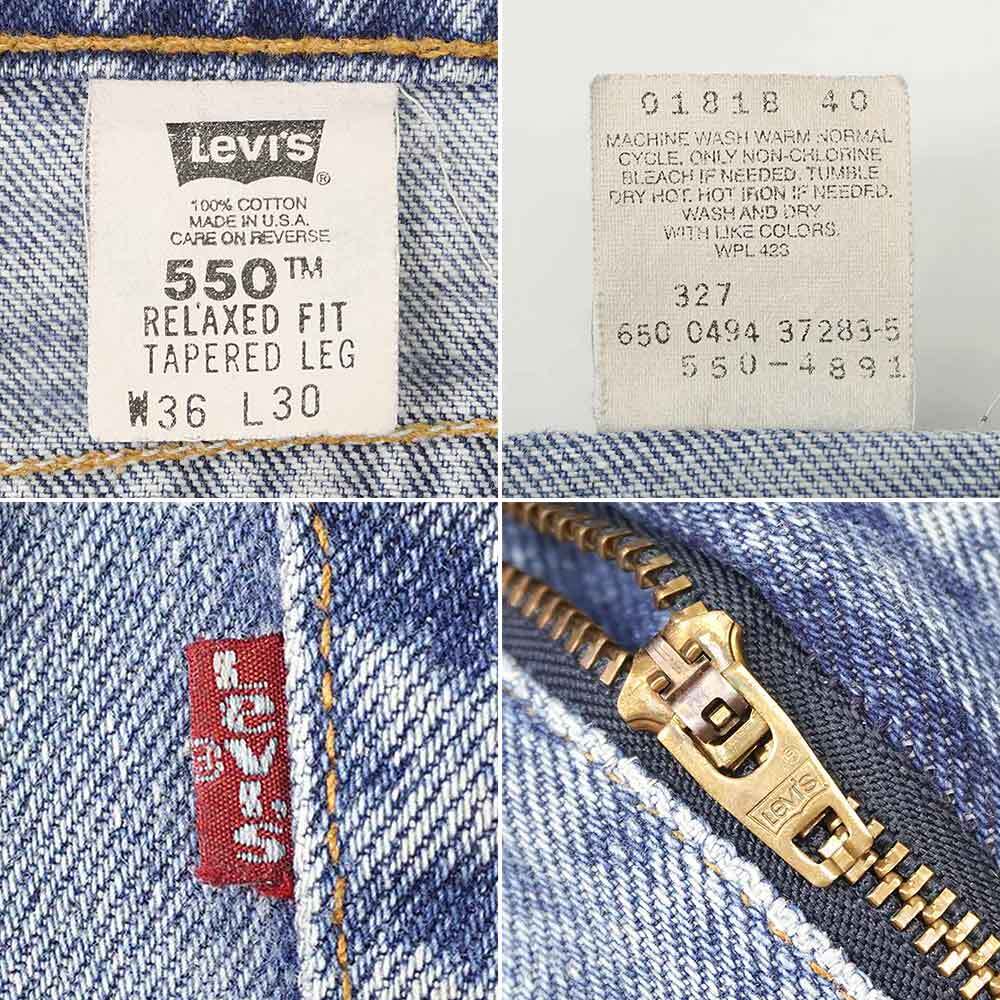 Levi's ®
100% COTTON
MADE IN U.S.A.
CARE ON REVERSE
550™
RELAXED FIT
TAPERED LEG
W36 L30
0181B 40
MACHINE WASH WARM NORMAL
CYCLE, ONLY NON-CHLORINE
BLEACH IF NEEDED. TUMBLE
DRY HOT. HOT IRON IF NEEDED.
WASH AND DRY
WITH LIKE COLORS.
WPL 423
327
650 0494 37283-5
550-4891
LEVI'S ®
LEVI'S ®